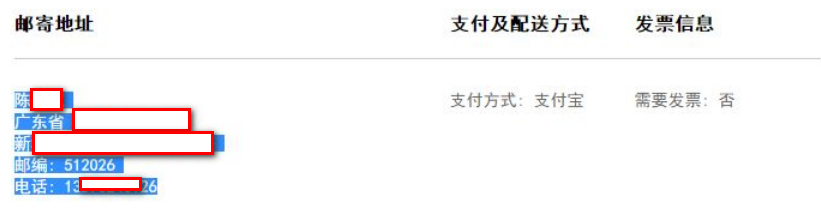 邮寄地址 支付及配送方式 发票信息
陈 支付方式：支付宝 需要发票：否
广东省
新
邮编：512026
电话：13 26